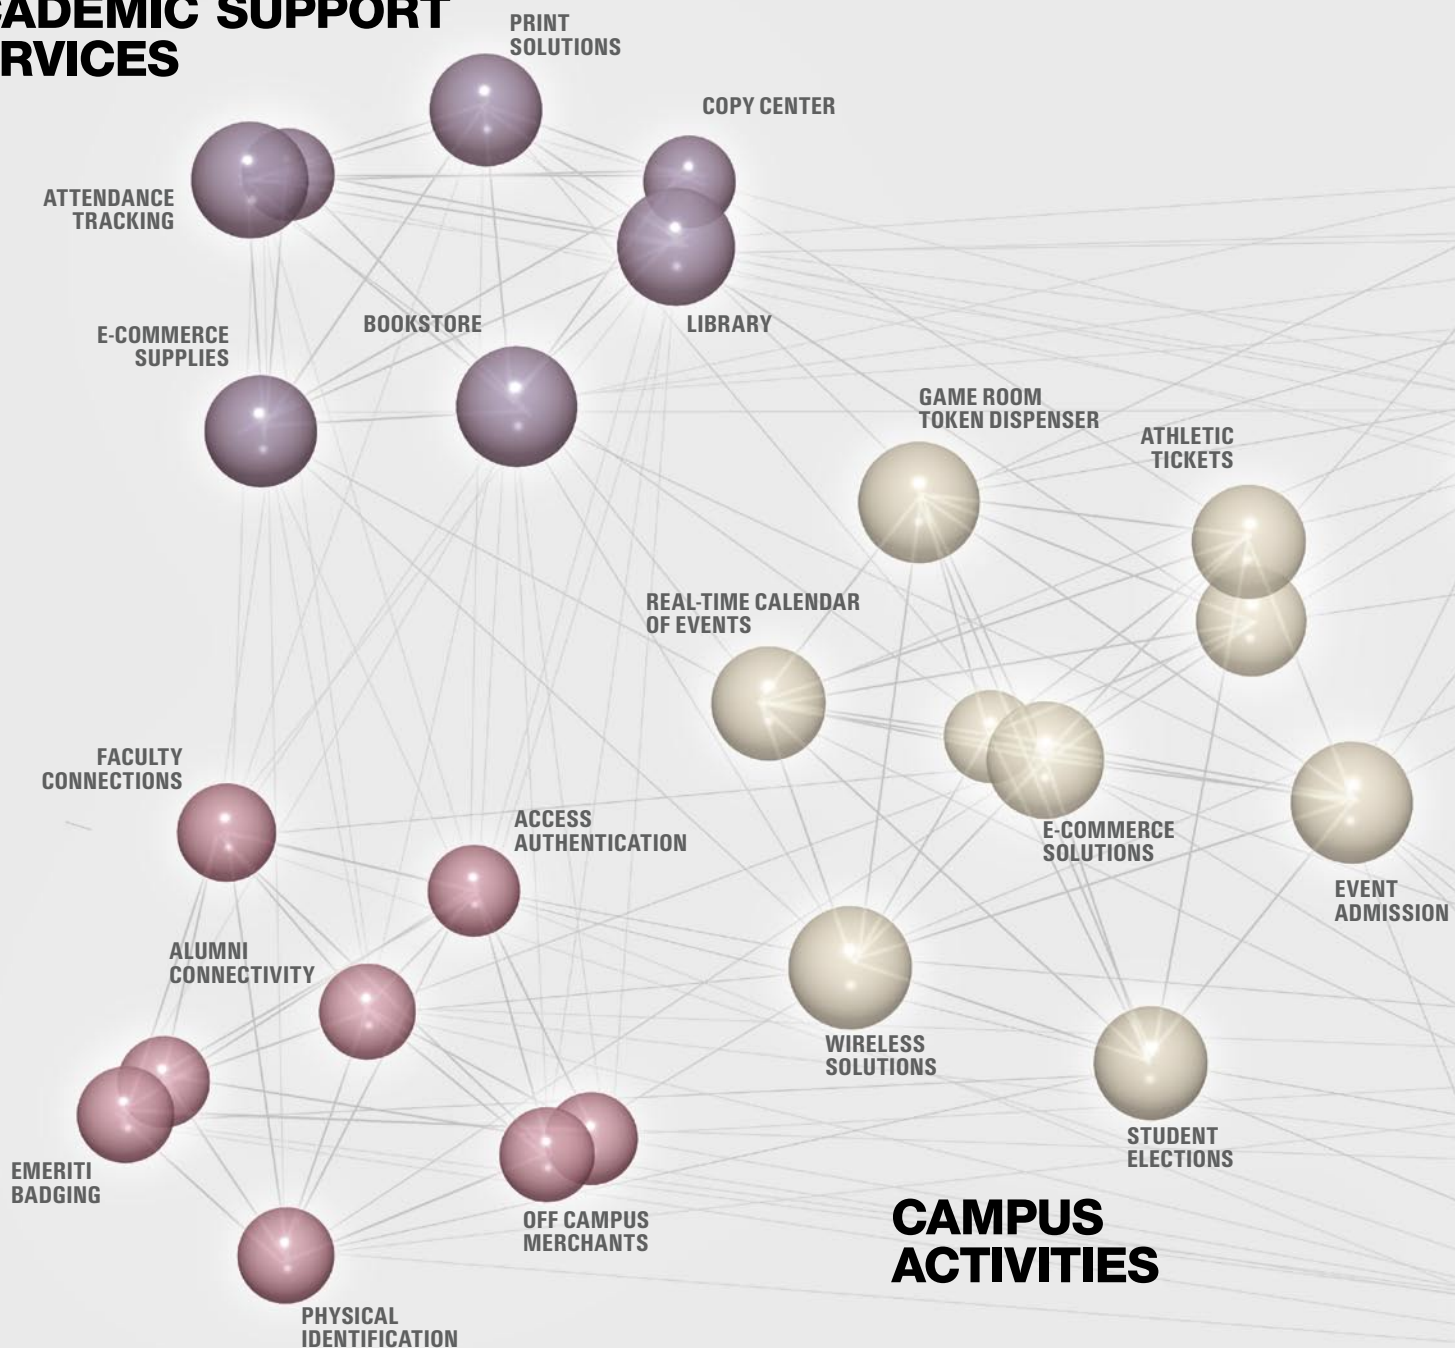 CADEMIC SUPPORT
RVICES
PRINT
SOLUTIONS
COPY CENTER
ATTENDANCE
TRACKING
E-COMMERCE
SUPPLIES
BOOKSTORE
LIBRARY
GAME ROOM
TOKEN DISPENSER
ATHLETIC
TICKETS
REAL-TIME CALENDAR
OF EVENTS
FACULTY
CONNECTIONS
ACCESS
AUTHENTICATION
E-COMMERCE
SOLUTIONS
EVENT
ADMISSION
ALUMNI
CONNECTIVITY
WIRELESS
SOLUTIONS
STUDENT
ELECTIONS
EMERITI
BADGING
OFF CAMPUS
MERCHANTS
CAMPUS
ACTIVITIES
PHYSICAL
IDENTIFICATION